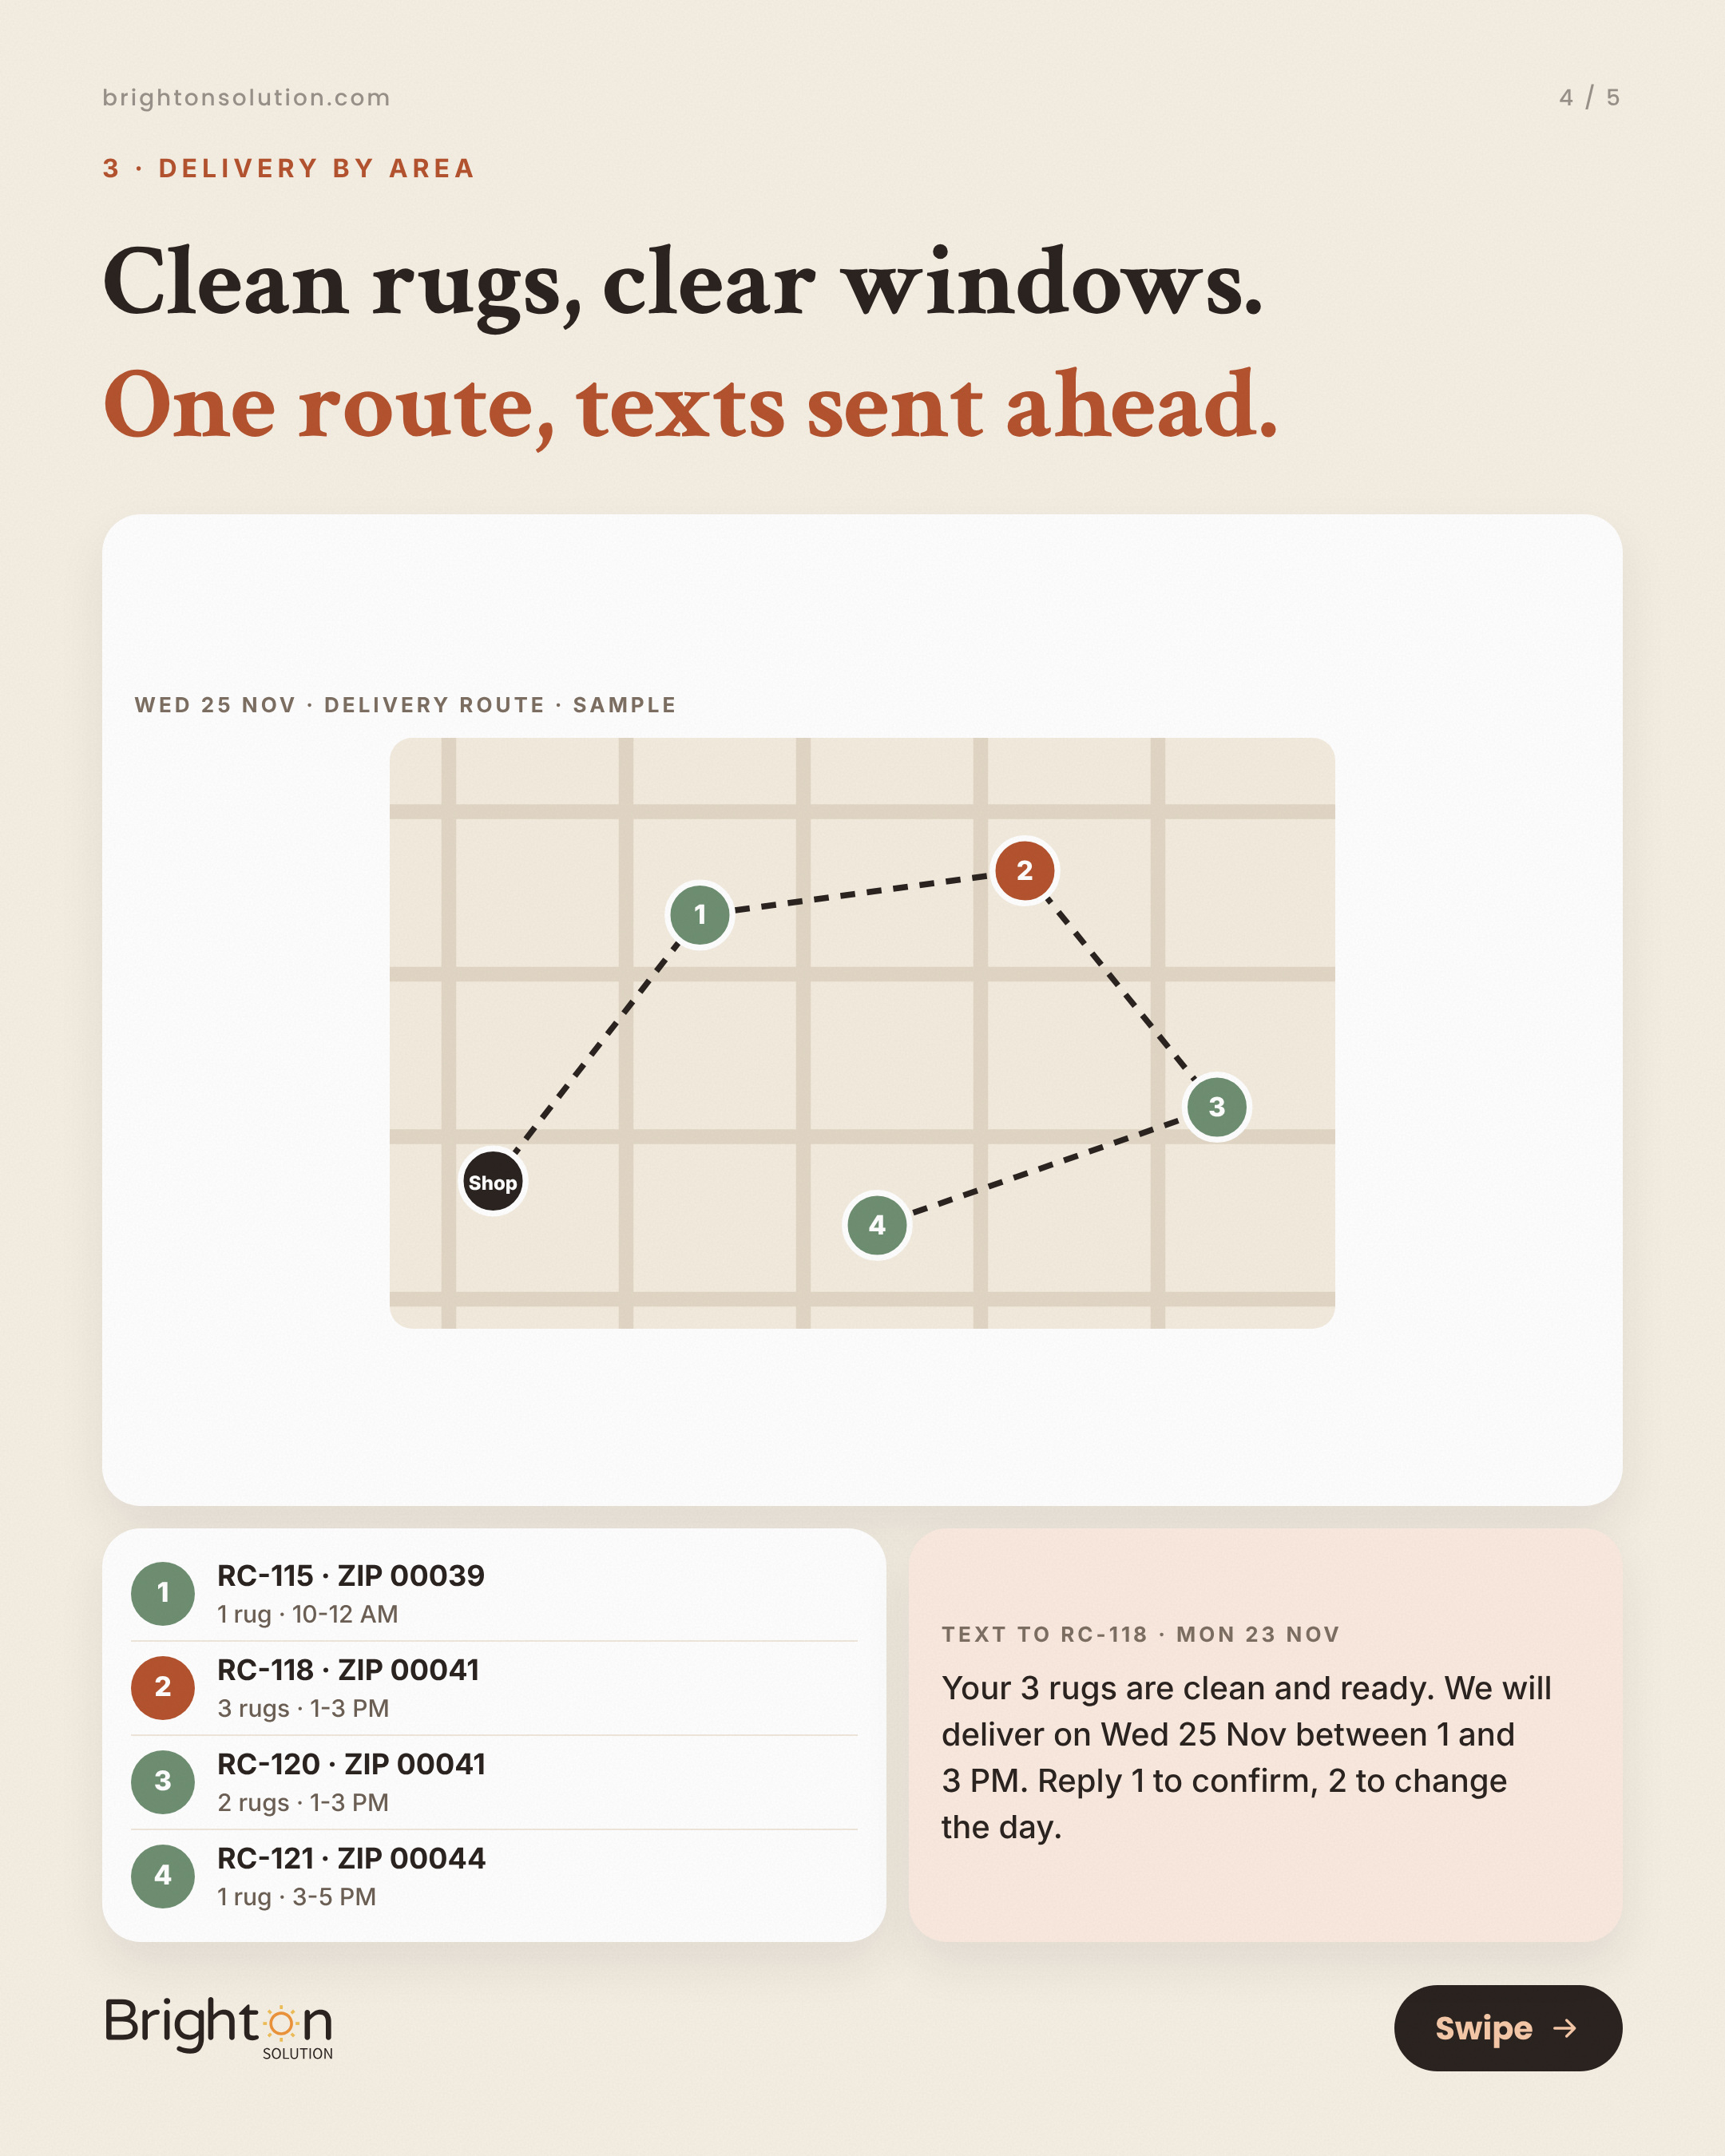 brightonsolution.com
4 / 5
3 · DELIVERY BY AREA
Clean rugs, clear windows.
One route, texts sent ahead.
WED 25 NOV · DELIVERY ROUTE · SAMPLE
1
2
3
Shop
4
1
RC-115 · ZIP 00039
1 rug · 10-12 AM
2
RC-118 · ZIP 00041
3 rugs · 1-3 PM
3
RC-120 · ZIP 00041
2 rugs · 1-3 PM
4
RC-121 · ZIP 00044
1 rug · 3-5 PM
TEXT TO RC-118 · MON 23 NOV
Your 3 rugs are clean and ready. We will
deliver on Wed 25 Nov between 1 and
3 PM. Reply 1 to confirm, 2 to change
the day.
Brighton
SOLUTION
Swipe →